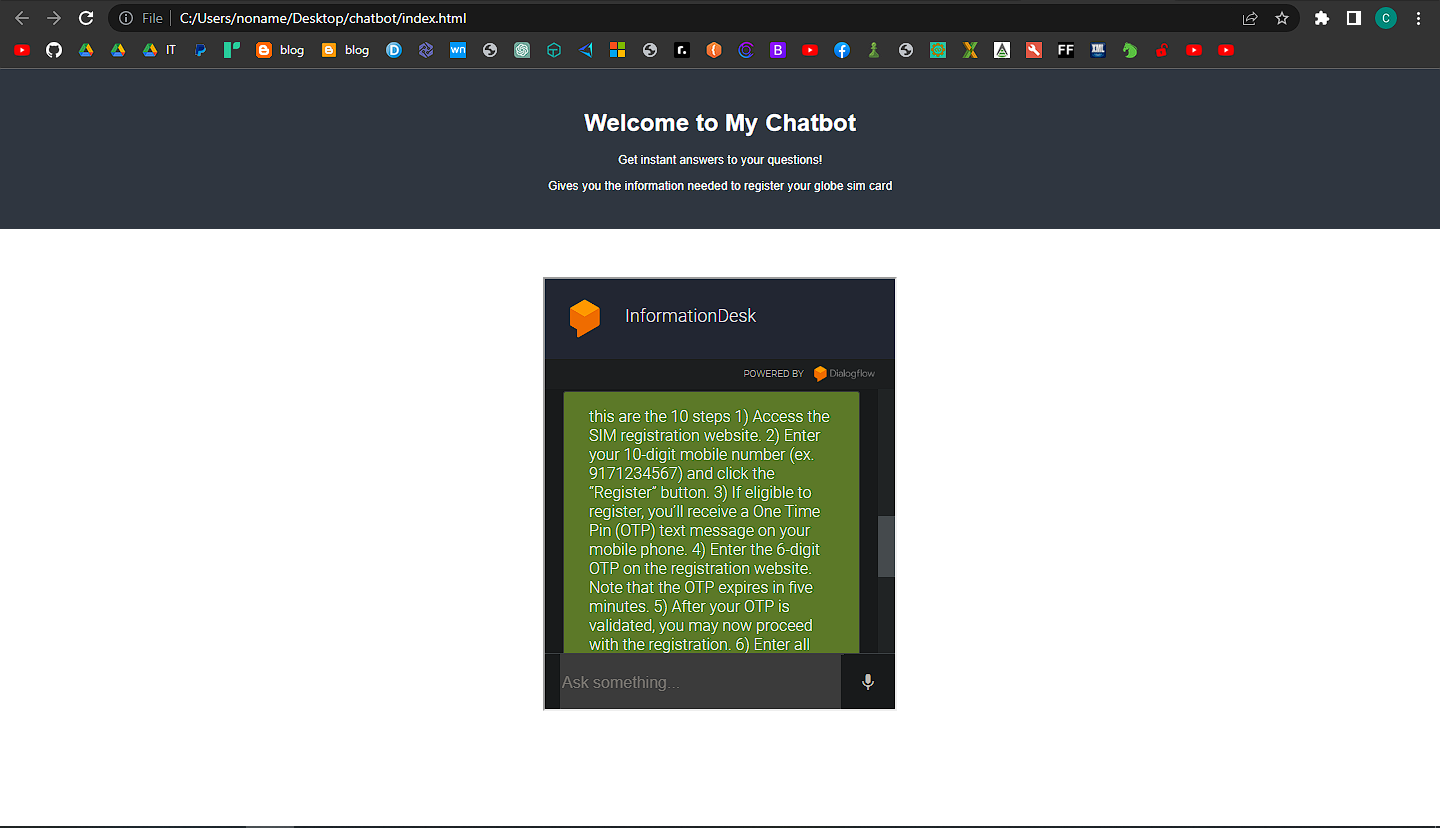 File
C:/Users/noname/Desktop/chatbot/index.html
C
IT
blog
blog
D
wn
r.
B
FF
XML
Welcome to My Chatbot
Get instant answers to your questions!
Gives you the information needed to register your globe sim card
InformationDesk
POWERED BY Dialogflow
this are the 10 steps 1) Access the
SIM registration website. 2) Enter
your 10-digit mobile number (ex.
9171234567) and click the
“Register” button. 3) If eligible to
register, you’ll receive a One Time
Pin (OTP) text message on your
mobile phone. 4) Enter the 6-digit
OTP on the registration website.
Note that the OTP expires in five
minutes. 5) After your OTP is
validated, you may now proceed
with the registration. 6) Enter all
Ask something...